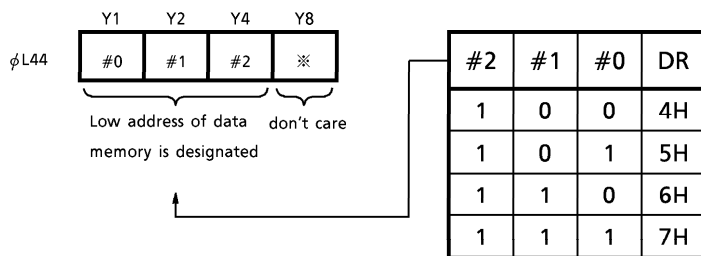 Y1 Y2 Y4 Y8
ϕL44 #0 #1 #2 ※
Low address of data
memory is designated
don't care
#2 #1 #0 DR
1 0 0 4H
1 0 1 5H
1 1 0 6H
1 1 1 7H